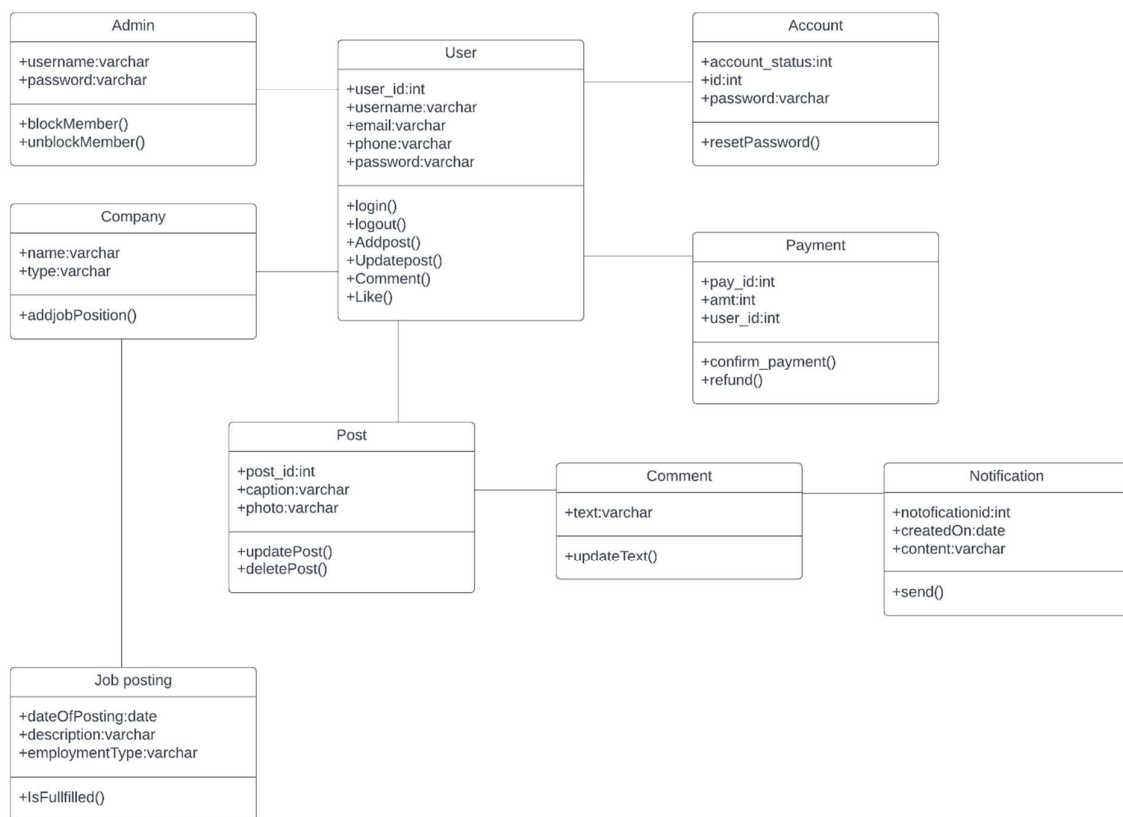 Admin
+username:varchar
+password:varchar
+blockMember()
+unblockMember()
User
+user_id:int
+username:varchar
+email:varchar
+phone:varchar
+password:varchar
+login()
+logout()
+Addpost()
+Updatepost()
+Comment()
+Like()
Account
+account_status:int
+id:int
+password:varchar
+resetPassword()
Company
+name:varchar
+type:varchar
+addjobPosition()
Payment
+pay_id:int
+amt:int
+user_id:int
+confirm_payment()
+refund()
Post
+post_id:int
+caption:varchar
+photo:varchar
+updatePost()
+deletePost()
Comment
+text:varchar
+updateText()
Notification
+notoficationid:int
+createdOn:date
+content:varchar
+send()
Job posting
+dateOfPosting:date
+description:varchar
+employmentType:varchar
+IsFullfilled()